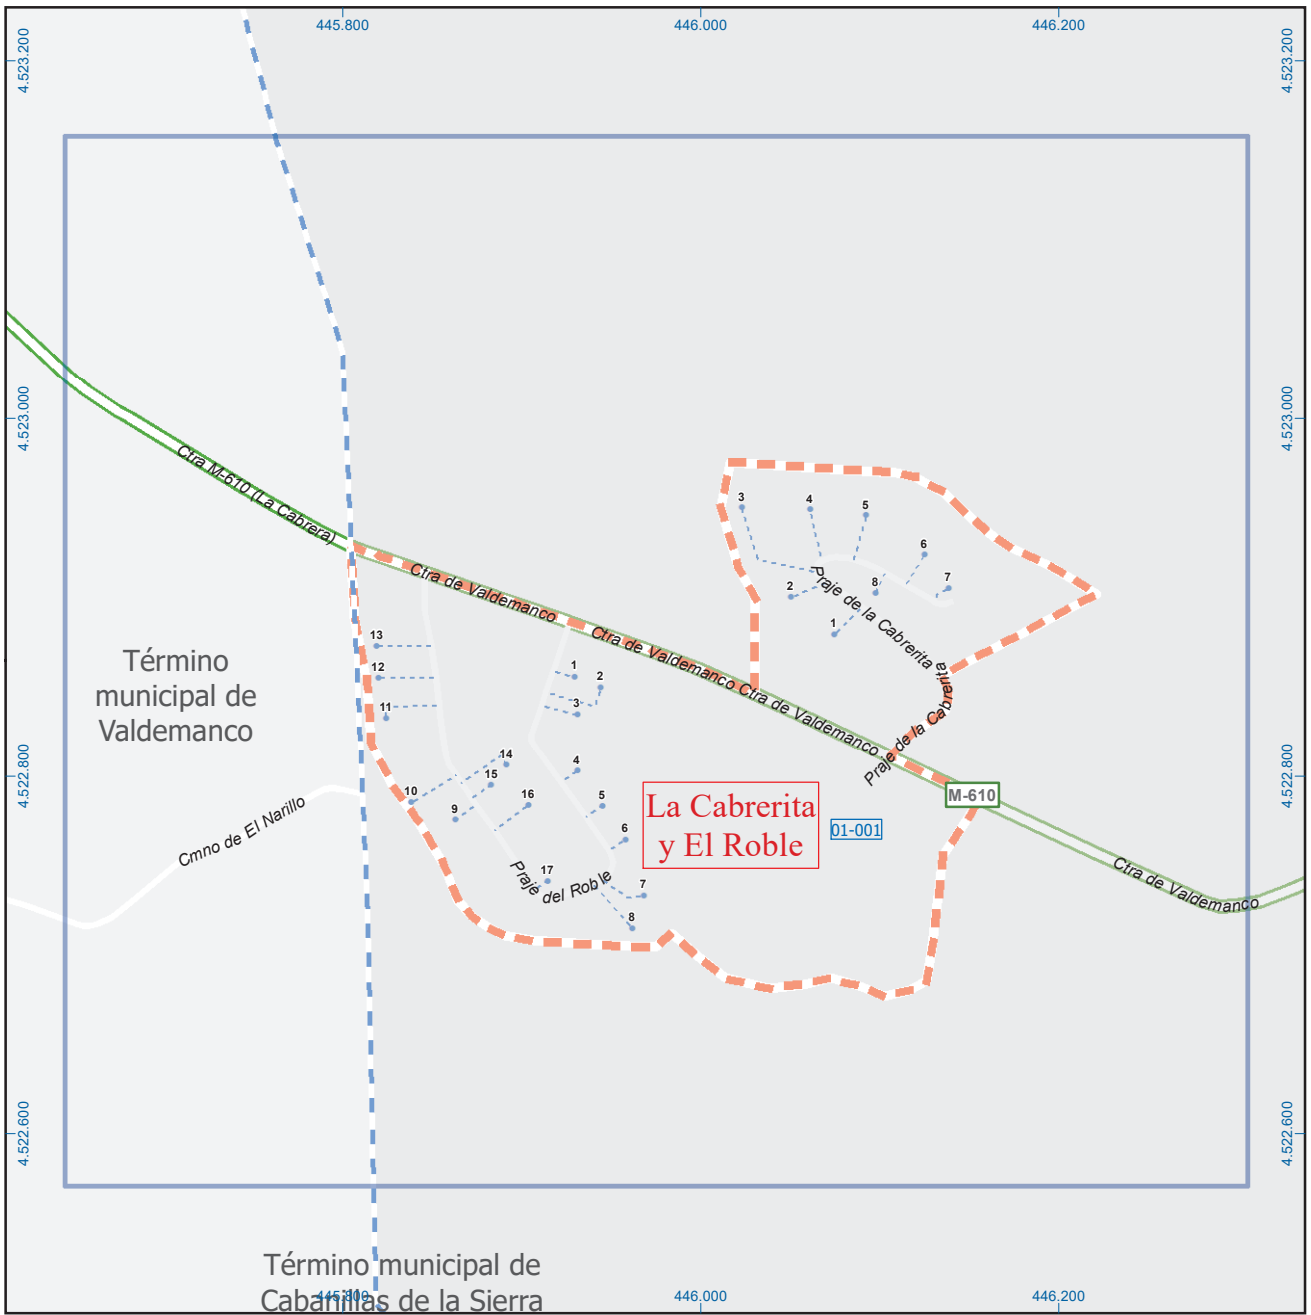 445.800
446.000
446.200
4.523.200
4.523.200
4.523.000
4.523.000
Ctra M-610 (La Cabrera)
3
4
5
6
7
8
2
1
Praje de la Cabrerita
Ctra de Valdemanco
Ctra de Valdemanco
Ctra de Valdemanco
Praje de la Cabrerita
13
12
11
1
2
3
Término
municipal de
Valdemanco
14
15
4
10
9
16
5
6
4.522.800
4.522.800
M-610
La Cabrerita
y El Roble
01-001
Cmno de El Narillo
17
Praje del Roble
7
8
Ctra de Valdemanco
4.522.600
4.522.600
Término municipal de
Cabanillas de la Sierra
445.800
446.000
446.200